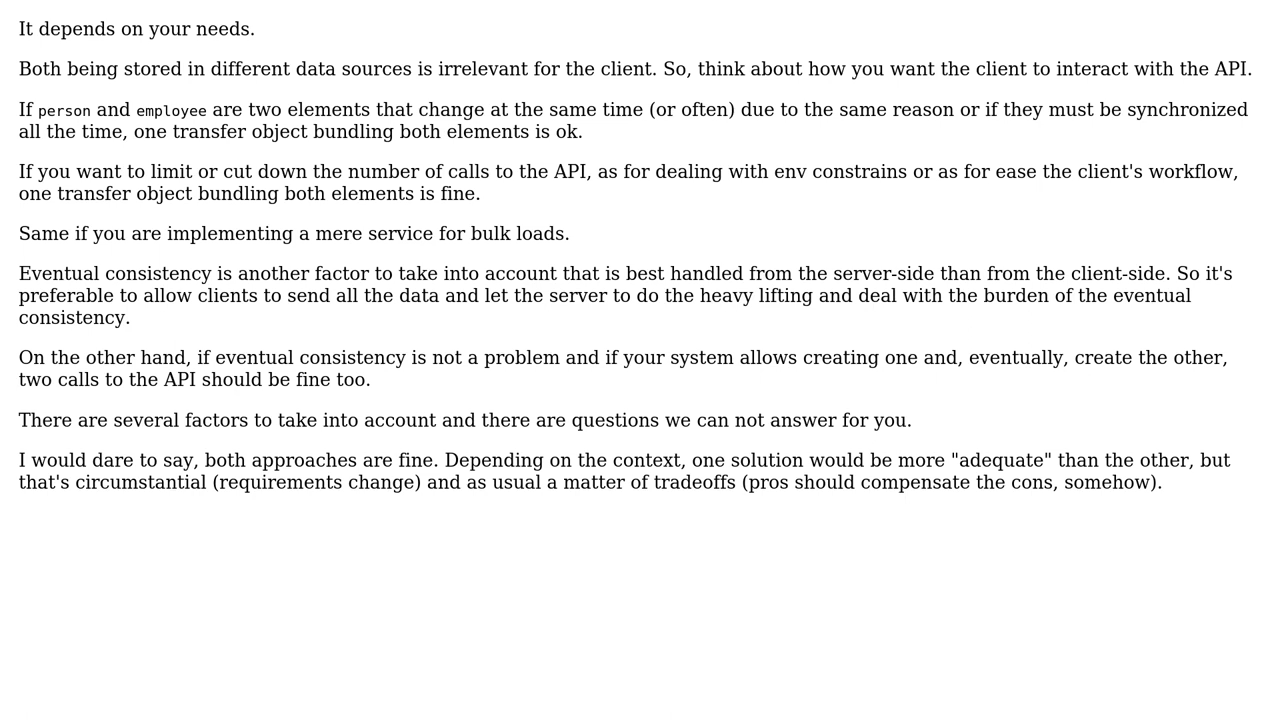 It depends on your needs.
Both being stored in different data sources is irrelevant for the client. So, think about how you want the client to interact with the API.
If person and employee are two elements that change at the same time (or often) due to the same reason or if they must be synchronized
all the time, one transfer object bundling both elements is ok.
If you want to limit or cut down the number of calls to the API, as for dealing with env constrains or as for ease the client's workflow,
one transfer object bundling both elements is fine.
Same if you are implementing a mere service for bulk loads.
Eventual consistency is another factor to take into account that is best handled from the server-side than from the client-side. So it's
preferable to allow clients to send all the data and let the server to do the heavy lifting and deal with the burden of the eventual
consistency.
On the other hand, if eventual consistency is not a problem and if your system allows creating one and, eventually, create the other,
two calls to the API should be fine too.
There are several factors to take into account and there are questions we can not answer for you.
I would dare to say, both approaches are fine. Depending on the context, one solution would be more "adequate" than the other, but
that's circumstantial (requirements change) and as usual a matter of tradeoffs (pros should compensate the cons, somehow).